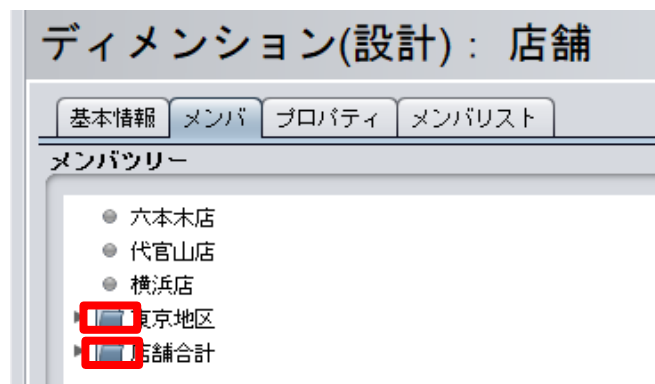 ディメンション(設計)： 店舗
基本情報 メンバ プロパティ メンバリスト
メンバツリー
六本木店
代官山店
横浜店
東京地区
店舗合計